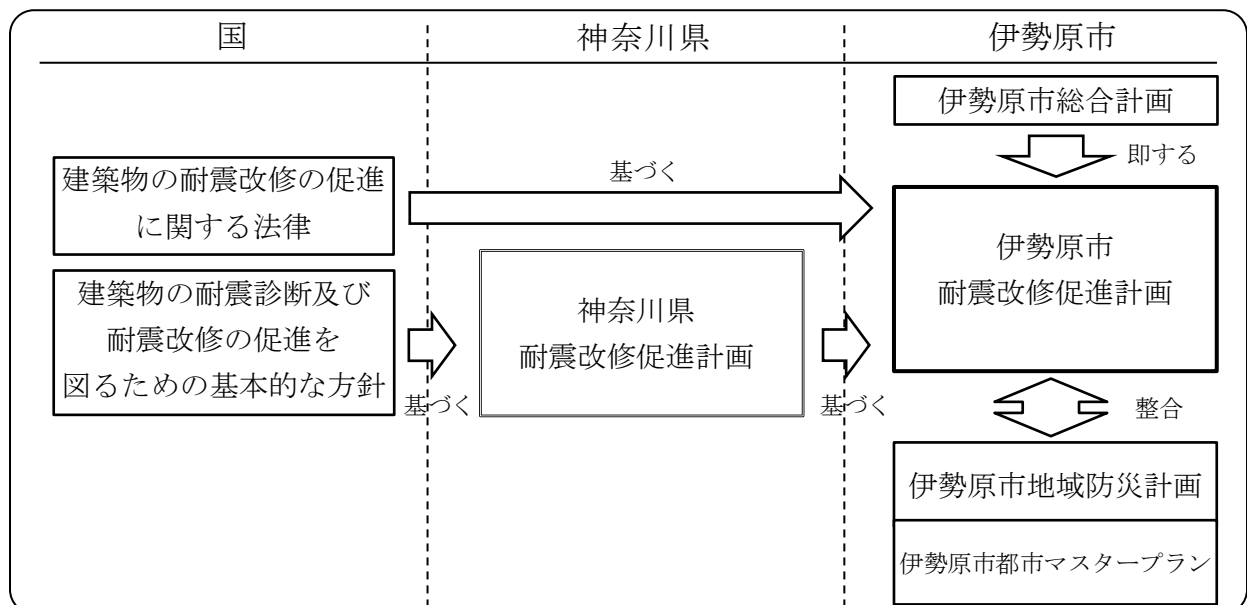 国
神奈川県
伊勢原市
伊勢原市総合計画
即する
建築物の耐震改修の促進
に関する法律
基づく
建築物の耐震診断及び
耐震改修の促進を
図るための基本的な方針
基づく
神奈川県
耐震改修促進計画
基づく
伊勢原市
耐震改修促進計画
整合
伊勢原市地域防災計画
伊勢原市都市マスタープラン